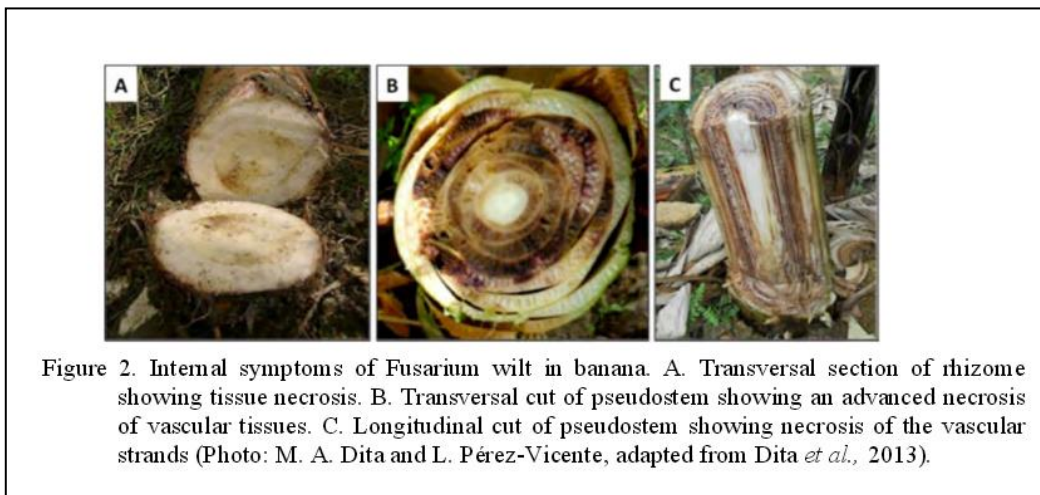 A
B
C
Figure 2. Internal symptoms of Fusarium wilt in banana. A. Transversal section of rhizome
showing tissue necrosis. B. Transversal cut of pseudostem showing an advanced necrosis
of vascular tissues. C. Longitudinal cut of pseudostem showing necrosis of the vascular
strands (Photo: M. A. Dita and L. Pérez-Vicente, adapted from Dita et al., 2013).